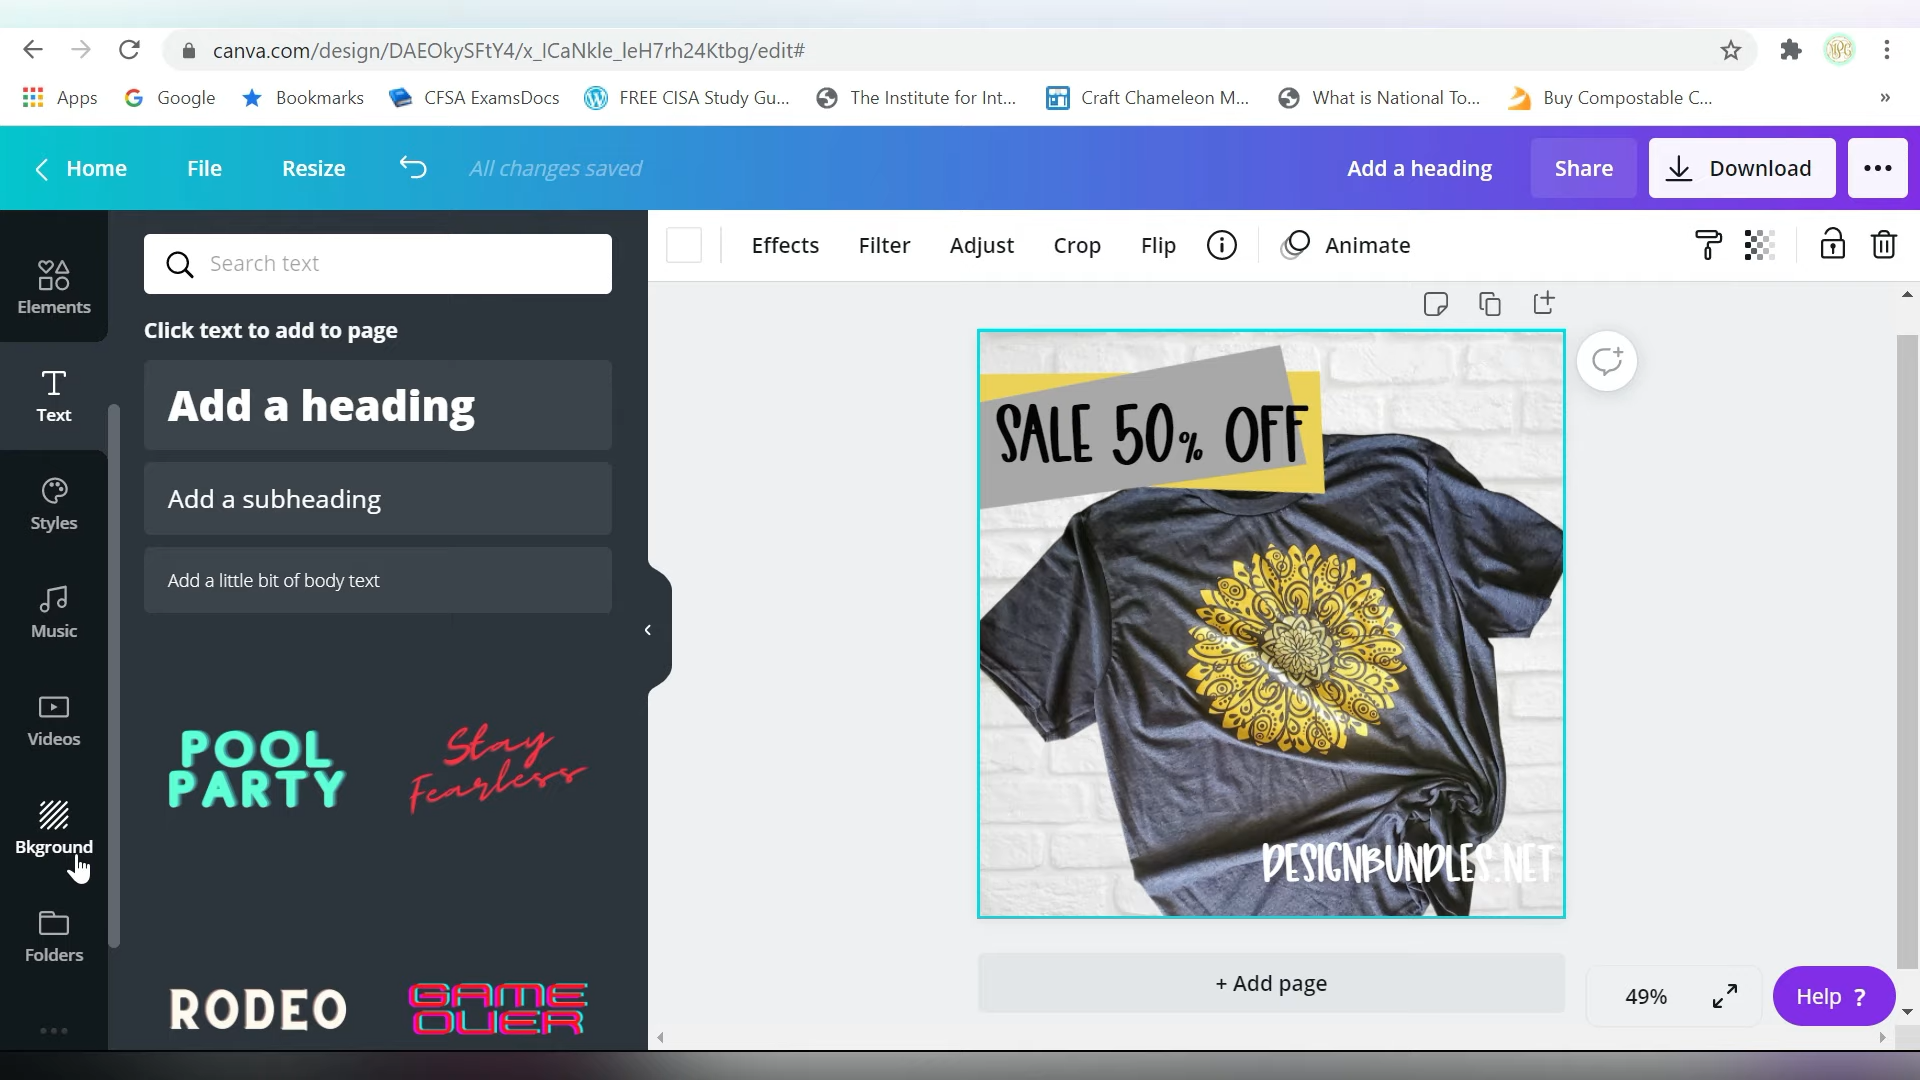 canva.com/design/DAEOkySFtY4/x_ICaNkle_leH7rh24Ktbg/edit#
Apps Google Bookmarks CFSA ExamsDocs FREE CISA Study Gu... The Institute for Int... Craft Chameleon M... What is National To... Buy Compostable C... »
Home File Resize All changes saved Add a heading Share Download
Elements
Text
Styles
Music
Videos
Bkground
Folders
Search text
Click text to add to page
Add a heading
Add a subheading
Add a little bit of body text
POOL
PARTY
Stay
Fearless
RODEO
GAME
OVER
Effects Filter Adjust Crop Flip Animate
SALE 50% OFF
DESIGNBUNDLES.NET
+ Add page
49%
Help ?